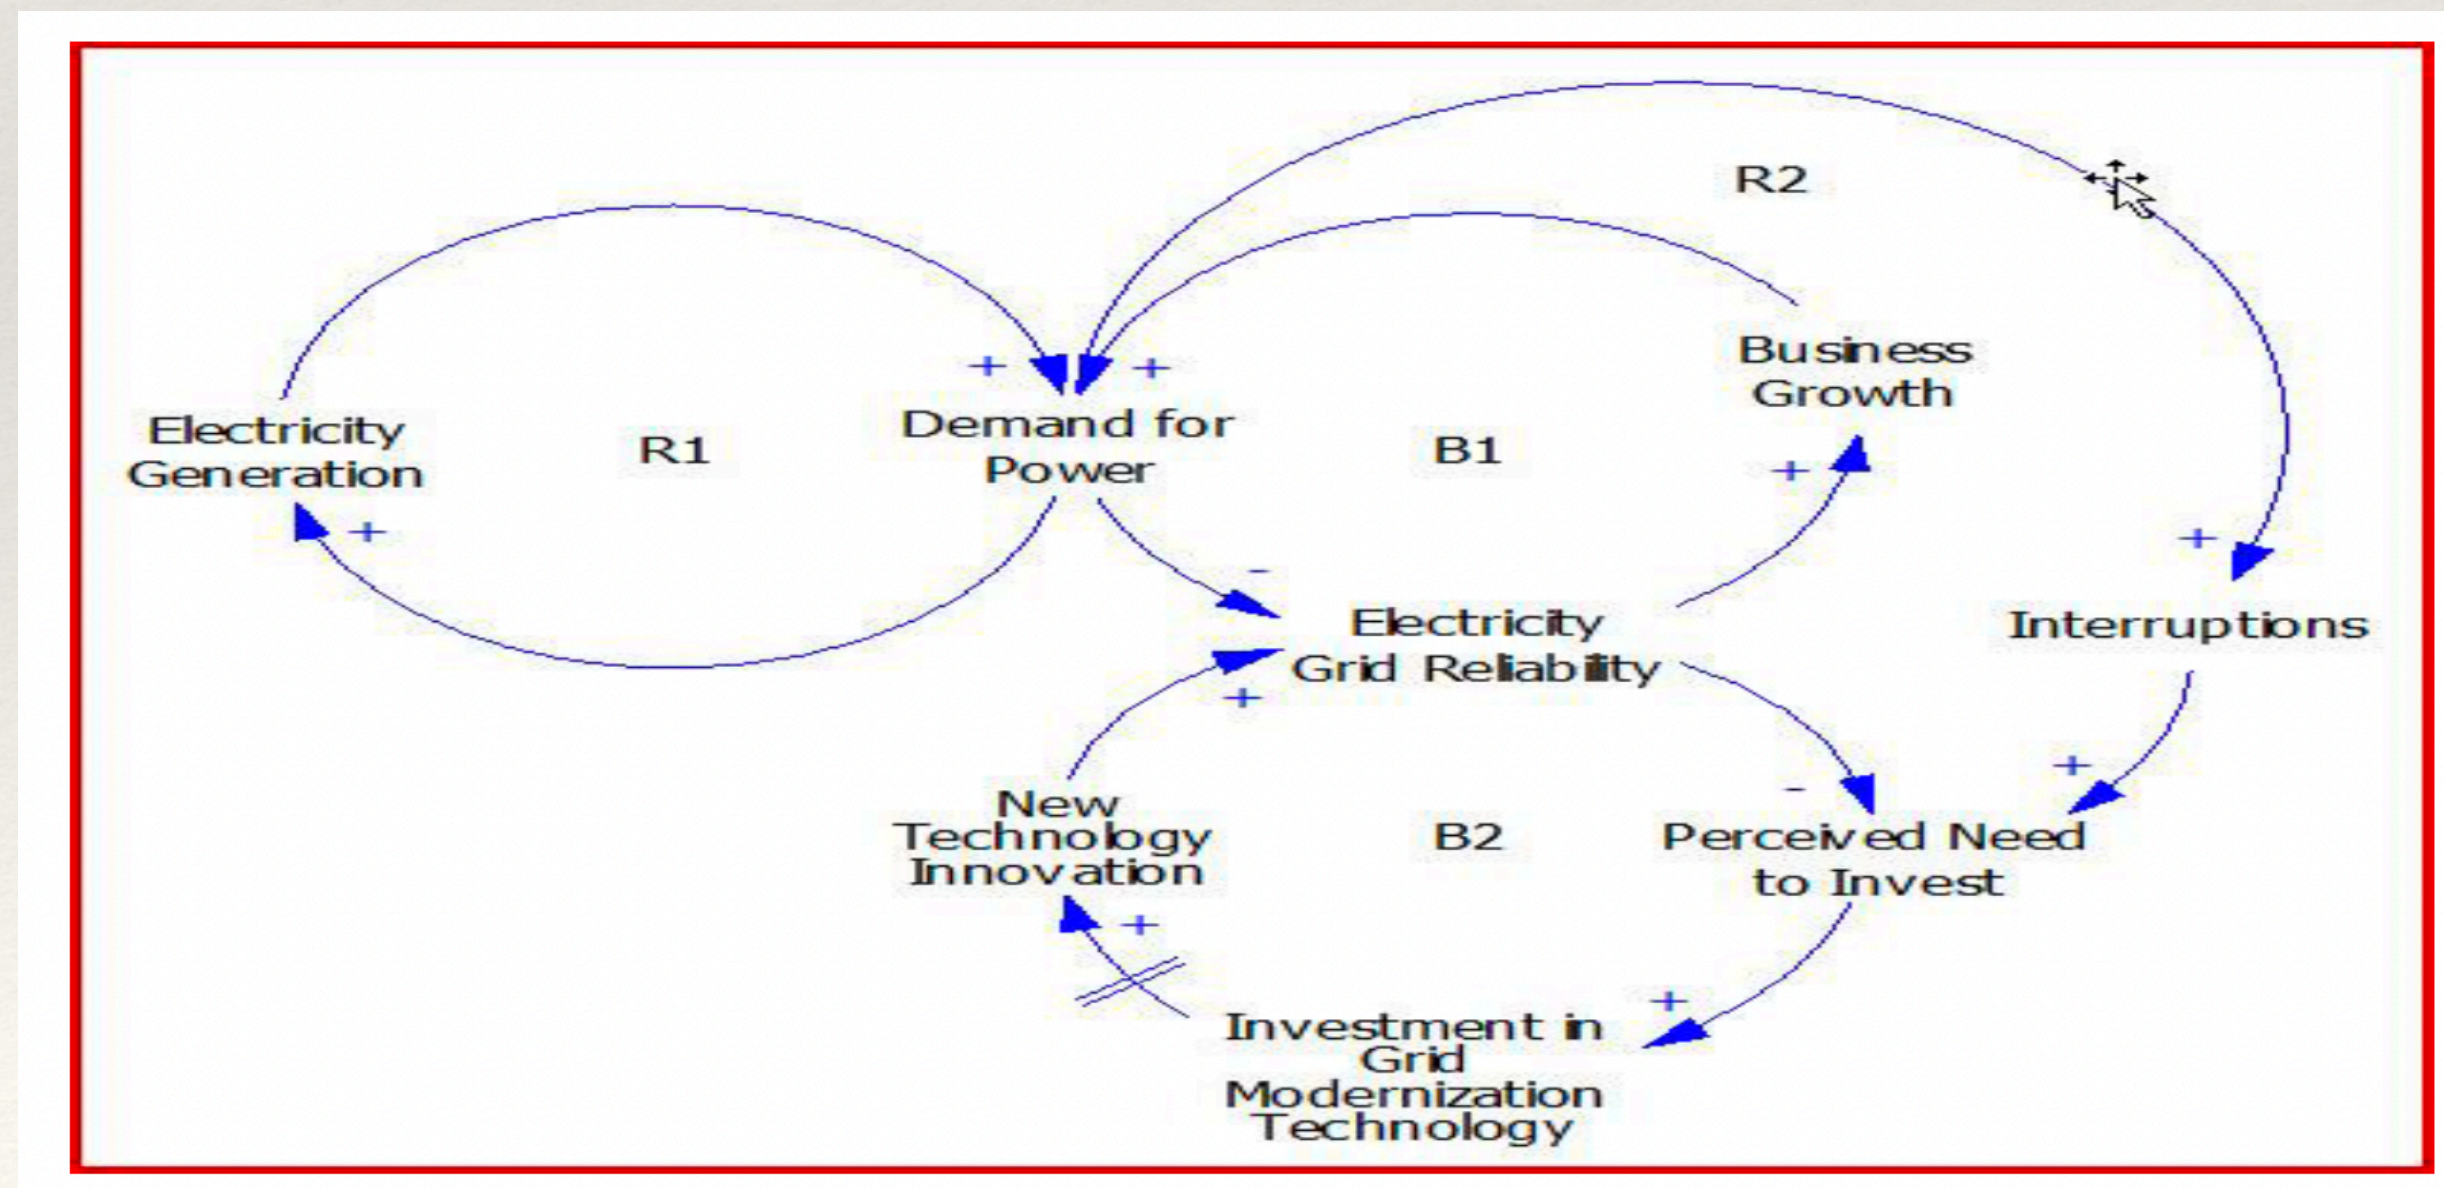 R2
Business
Growth
Electricity
Generation
R1
+
+
Demand for
Power
B1
+
+
+
-
Electricity
Grid Reliability
Interruptions
+
+
-
New
Technology
Innovation
B2
Perceived Need
to Invest
+
+
Investment in
Grid
Modernization
Technology